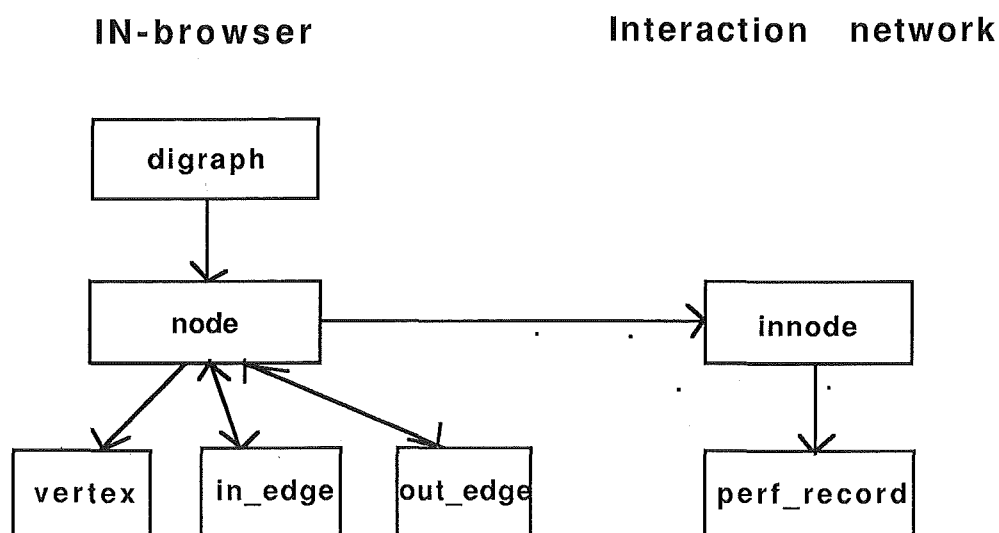 IN-browser
Interaction network
digraph
node
innode
vertex
in_edge
out_edge
perf_record